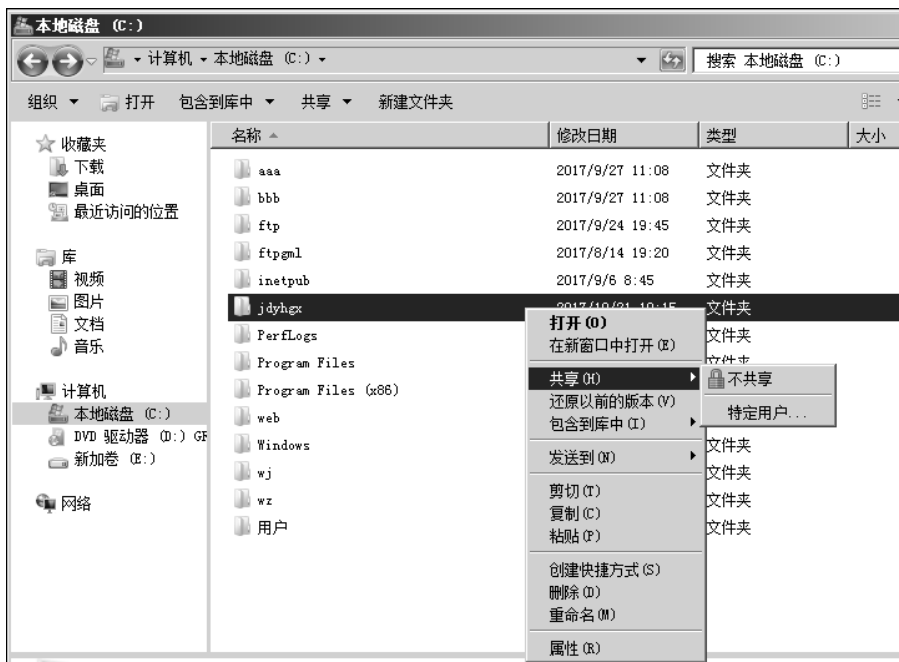 本地磁盘 (C:)
计算机 本地磁盘 (C:) 搜索 本地磁盘 (C:)
组织 打开 包含到库中 共享 新建文件夹
收藏夹
下载
桌面
最近访问的位置
库
视频
图片
文档
音乐
计算机
本地磁盘 (C:)
DVD 驱动器 (D:) GR
新加卷 (E:)
网络
名称 修改日期 类型 大小
aaa 2017/9/27 11:08 文件夹
bbb 2017/9/27 11:08 文件夹
ftp 2017/9/24 19:45 文件夹
ftpgml 2017/8/14 19:20 文件夹
inetpub 2017/9/6 8:45 文件夹
jdyhgx 文件夹
PerfLogs 文件夹
Program Files 文件夹
Program Files (x86)
web
Windows 文件夹
wj 文件夹
wz 文件夹
用户 文件夹
打开(O)
在新窗口中打开(E)
共享(H)
还原以前的版本(V)
包含到库中(I)
发送到(N)
剪切(T)
复制(C)
粘贴(P)
创建快捷方式(S)
删除(D)
重命名(M)
属性(R)
不共享
特定用户...